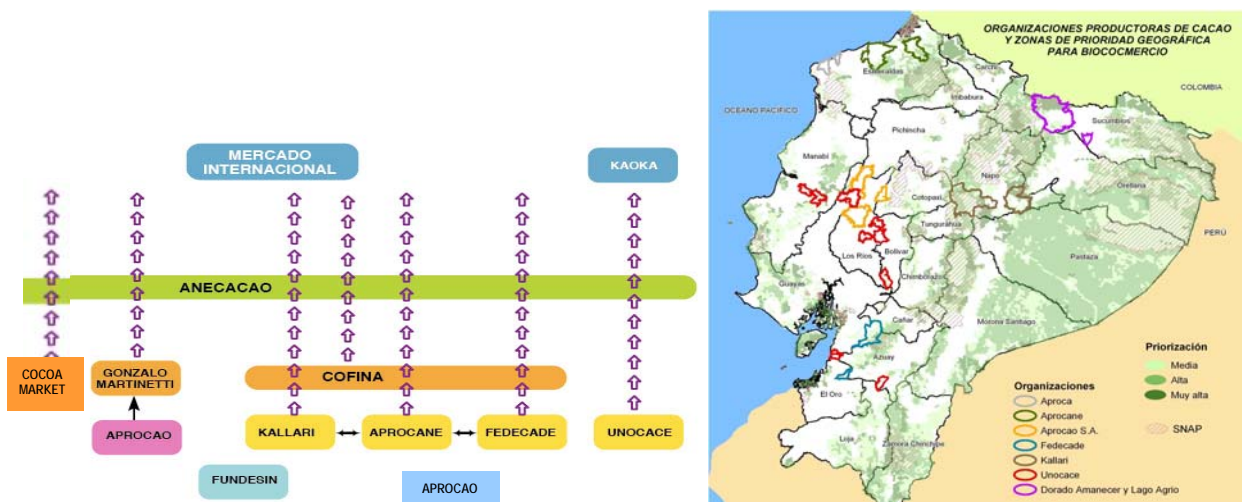 MERCADO
INTERNACIONAL
KAOKA
ANECACAO
COCOA
MARKET
GONZALO
MARTINETTI
COFINA
APROCAO
KALLARI
APROCANE
FEDECADE
UNOCACE
FUNDESIN
APROCAO
ORGANIZACIONES PRODUCTORAS DE CACAO
Y ZONAS DE PRIORIDAD GEOGRÁFICA
PARA BIOCOCMERCIO
COLOMBIA
OCEANO PACIFICO
Esmeraldas
Carchi
Imbabura
Sucumbios
Pichincha
Manabí
Napo
Orellana
Cotopaxi
Tungurahua
PERÚ
Los Ríos
Bolivar
Chimborazo
Pastaza
Guayas
Cañar
Morona Santiago
Azuay
El Oro
Loja
Zamora Chinchipe
Priorización
Media
Alta
Muy alta
SNAP
Organizaciones
Aproca
Aprocane
Aprocao S.A.
Fedecade
Kallari
Unocace
Dorado Amanecer y Lago Agrio